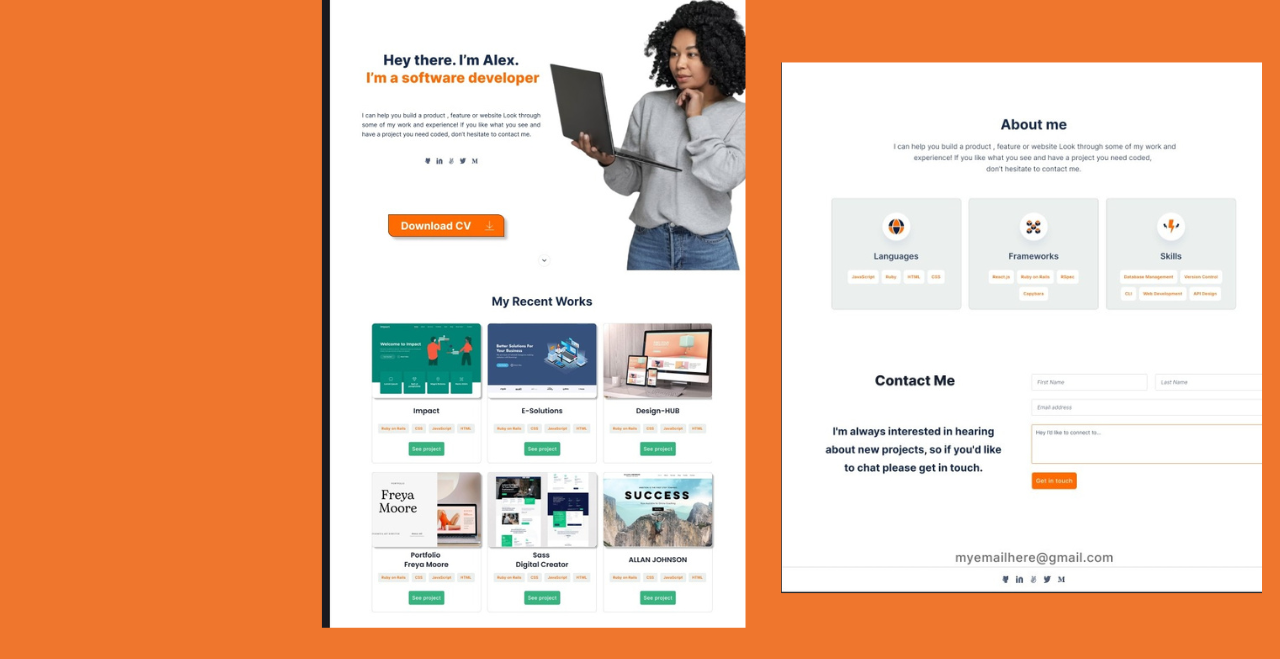 Hey there. I'm Alex.
I'm a software developer
I can help you build a product , feature or website Look through
some of my work and experience! If you like what you see and
have a project you need coded, don't hesitate to contact me.
Download CV
My Recent Works
Welcome to Impact
Better Solutions For
Your Business
Impact
E-Solutions
Design-HUB
Ruby on Rails CSS JavaScript HTML
Ruby on Rails CSS JavaScript HTML
Ruby on Rails CSS JavaScript HTML
See project
See project
See project
Freya
Moore
SUCCESS
Portfolio
Freya Moore
Sass
Digital Creator
ALLAN JOHNSON
Ruby on Rails CSS JavaScript HTML
Ruby on Rails CSS JavaScript HTML
Ruby on Rails CSS JavaScript HTML
See project
See project
See project
About me
I can help you build a product , feature or website Look through some of my work and
experience! If you like what you see and have a project you need coded,
don't hesitate to contact me.
Languages
JavaScript Ruby HTML CSS
Frameworks
React.js Ruby on Rails RSpec
Capybara
Skills
Database Management Version Control
CLI Web Development API Design
Contact Me
I'm always interested in hearing
about new projects, so if you'd like
to chat please get in touch.
First Name
Last Name
Email address
Hey I'd like to connect to...
Get in touch
myemailhere@gmail.com